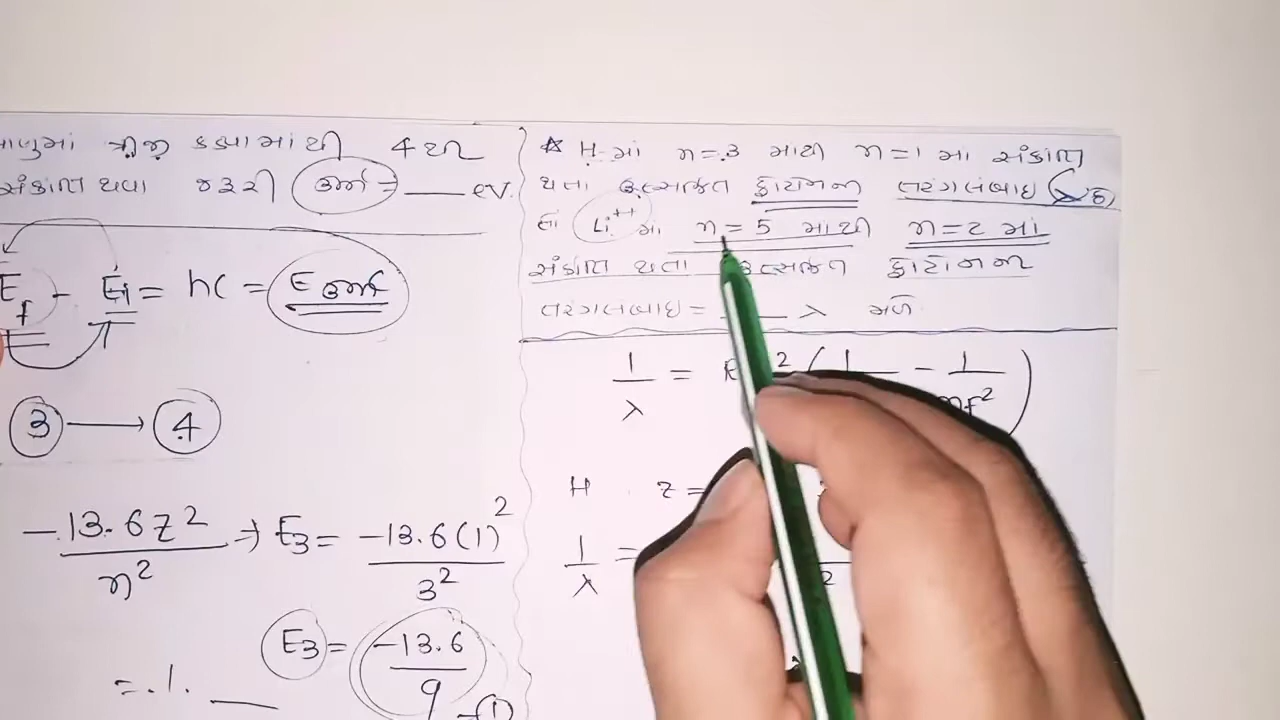 ત્રીજી કક્ષામાંથી 4થી
સંક્રાંતિ થવા જરૂરી ઊર્જા = ___ eV.
Ef - Ei = hc = E ઊર્જા
3 → 4
-13.6z²/n² → E3 = -13.6(1)²/3²
E3 = -13.6/9 -①
* H માં n=3 માંથી n=1 માં સંક્રાંતિ
થતા ઉત્સર્જિત ફોટોનની તરંગલંબાઇ
તો Li++ માં n=5 માંથી n=2 માં
સંક્રાંતિ થતા ઉત્સર્જિત ફોટોનની
તરંગલંબાઇ = ___ λ મળે
1/λ =
H z=
1/λ =